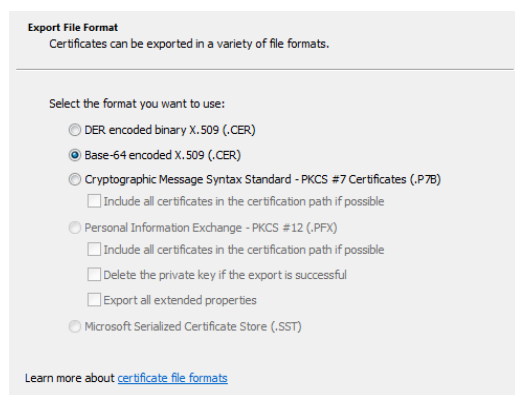 Export File Format
Certificates can be exported in a variety of file formats.
Select the format you want to use:
DER encoded binary X.509 (.CER)
Base-64 encoded X.509 (.CER)
Cryptographic Message Syntax Standard - PKCS #7 Certificates (.P7B)
Include all certificates in the certification path if possible
Personal Information Exchange - PKCS #12 (.PFX)
Include all certificates in the certification path if possible
Delete the private key if the export is successful
Export all extended properties
Microsoft Serialized Certificate Store (.SST)
Learn more about certificate file formats